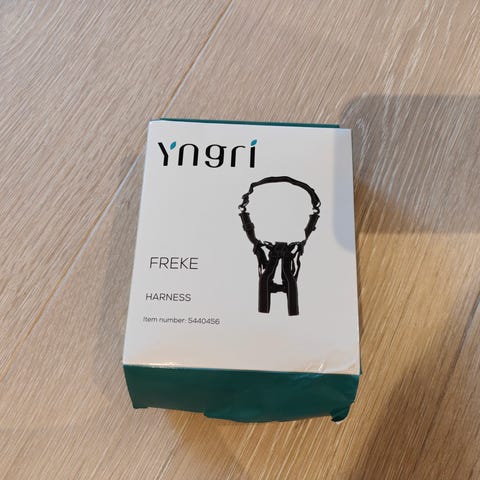 Yngri
FREKE
HARNESS
Item number: 5440456